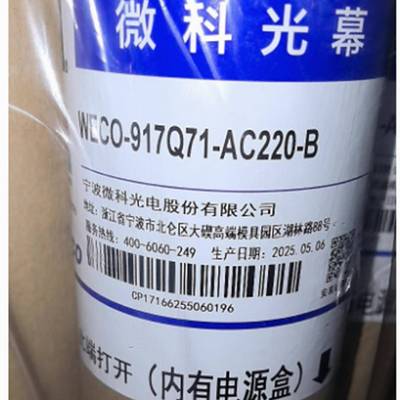 微科光幕
WECO-917Q71-AC220-B
宁波微科光电股份有限公司
地址：浙江省宁波市北仑区大碶高端模具园区湖林路88号
服务热线：400-6060-249 生产日期：2025.05.06
CP17166255060196
端打开（内有电源盒）